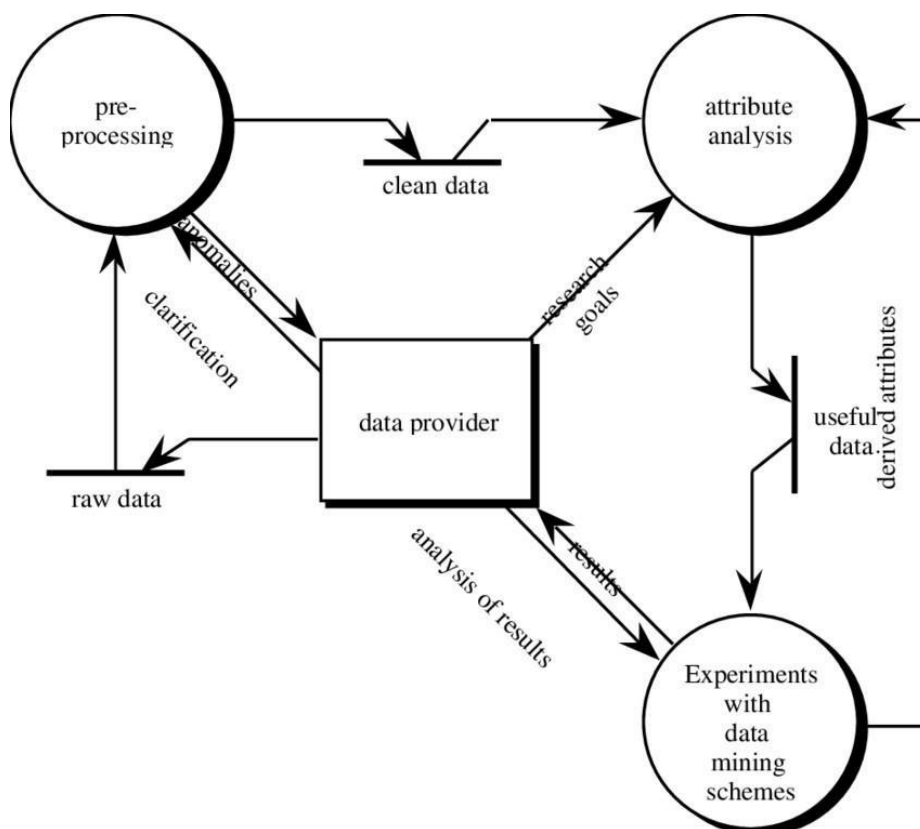 pre-
processing
attribute
analysis
clean data
anomalies
clarification
research
goals
data provider
useful
data
derived attributes
raw data
analysis of results
results
Experiments
with
data
mining
schemes